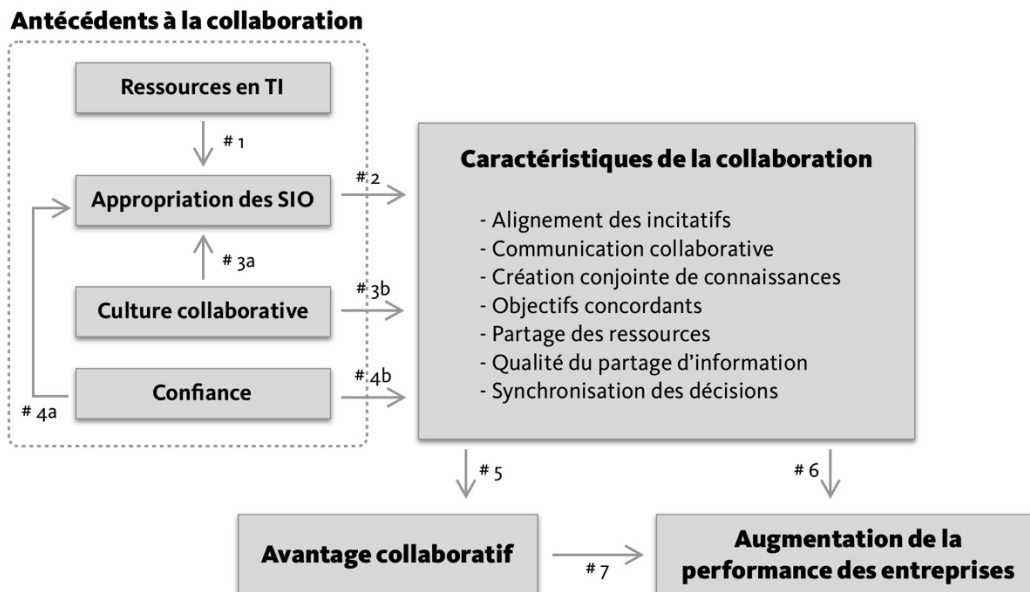 Antécédents à la collaboration
Ressources en TI
# 1
Appropriation des SIO
# 2
# 3a
Culture collaborative
# 3b
Confiance
# 4b
# 4a
Caractéristiques de la collaboration
- Alignement des incitatifs
- Communication collaborative
- Création conjointe de connaissances
- Objectifs concordants
- Partage des ressources
- Qualité du partage d'information
- Synchronisation des décisions
# 5
# 6
Avantage collaboratif
# 7
Augmentation de la
performance des entreprises